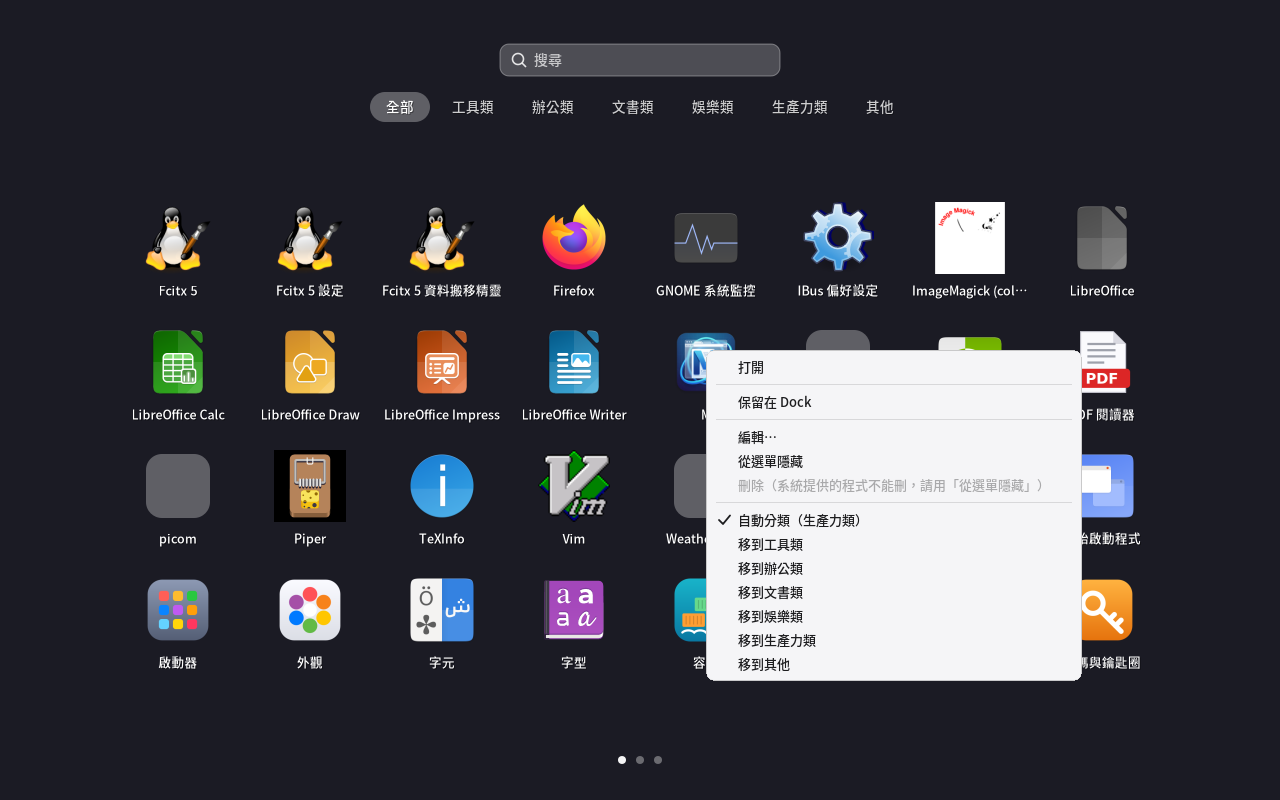 搜尋
全部
工具類
辦公類
文書類
娛樂類
生產力類
其他
Image Magick
Fcitx 5
Fcitx 5 設定
Fcitx 5 資料搬移精靈
Firefox
GNOME 系統監控
IBus 偏好設定
ImageMagick (col…
LibreOffice
PDF
LibreOffice Calc
LibreOffice Draw
LibreOffice Impress
LibreOffice Writer
M
DF 閱讀器
打開
保留在 Dock
編輯…
從選單隱藏
刪除（系統提供的程式不能刪，請用「從選單隱藏」）
自動分類（生產力類）
移到工具類
移到辦公類
移到文書類
移到娛樂類
移到生產力類
移到其他
Vim
picom
Piper
TeXInfo
Vim
Weathe
啟動程式
Ö
ش
a a
a a
啟動器
外觀
字元
字型
容
與鑰匙圈